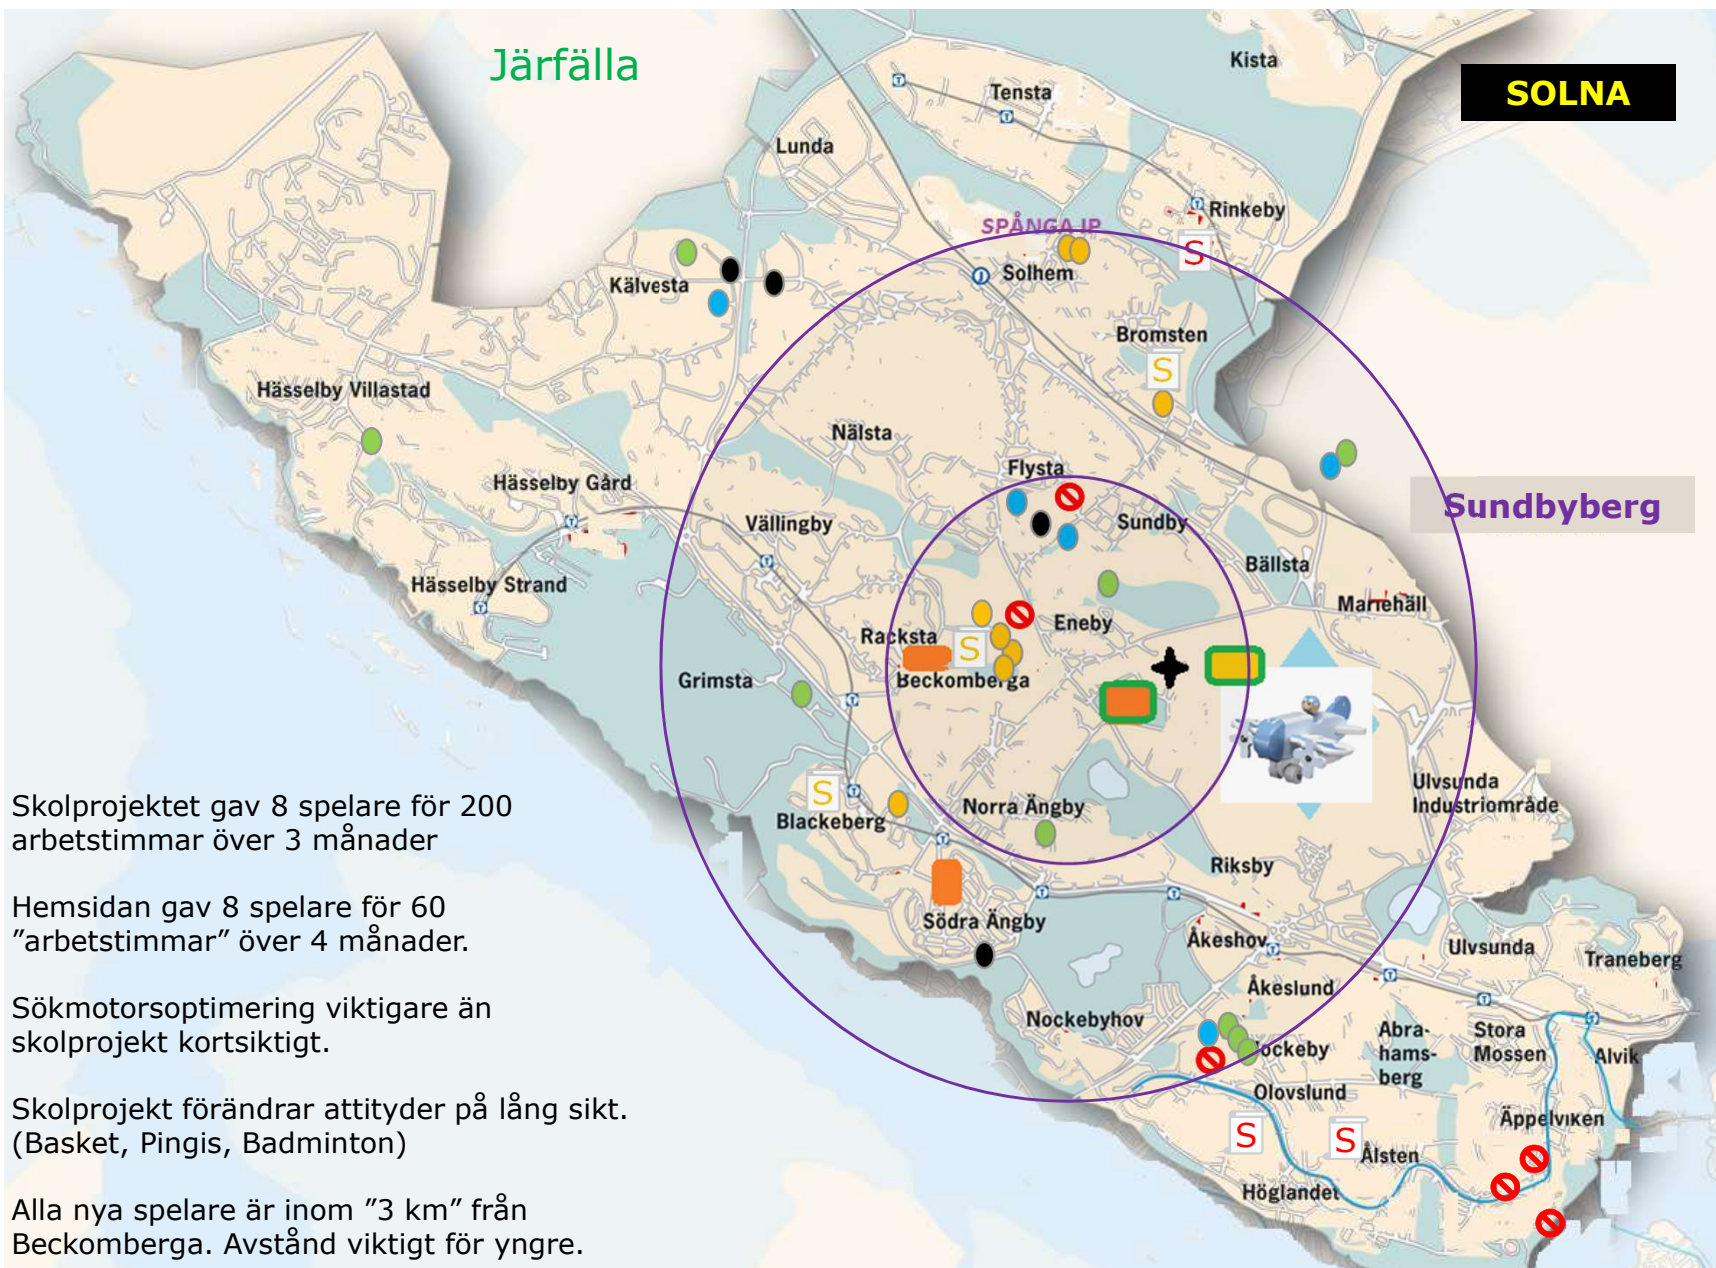 Järfälla
Kista
SOLNA
Tensta
Lunda
Rinkeby
SPÅNGA IP
S
Solhem
Kälvesta
Bromsten
S
Hässelby Villastad
Nälsta
Flysta
Hässelby Gård
Sundbyberg
Vällingby
Sundby
Bällsta
Hässelby Strand
Mariehäll
Eneby
Racksta
S
Beckomberga
Grimsta
S
Blackeberg
Norra Ängby
Ulvsunda
Industriområde
Riksby
Södra Ängby
Åkeshov
Ulvsunda
Traneberg
Åkeslund
Nockebyhov
Abra-
hams-
berg
Stora
Mossen
Alvik
ockeby
Olovslund
Äppelviken
S
S
Ålsten
Höglandet
Skolprojektet gav 8 spelare för 200
arbetstimmar över 3 månader
Hemsidan gav 8 spelare för 60
”arbetstimmar” över 4 månader.
Sökmotorsoptimering viktigare än
skolprojekt kortsiktigt.
Skolprojekt förändrar attityder på lång sikt.
(Basket, Pingis, Badminton)
Alla nya spelare är inom ”3 km” från
Beckomberga. Avstånd viktigt för yngre.